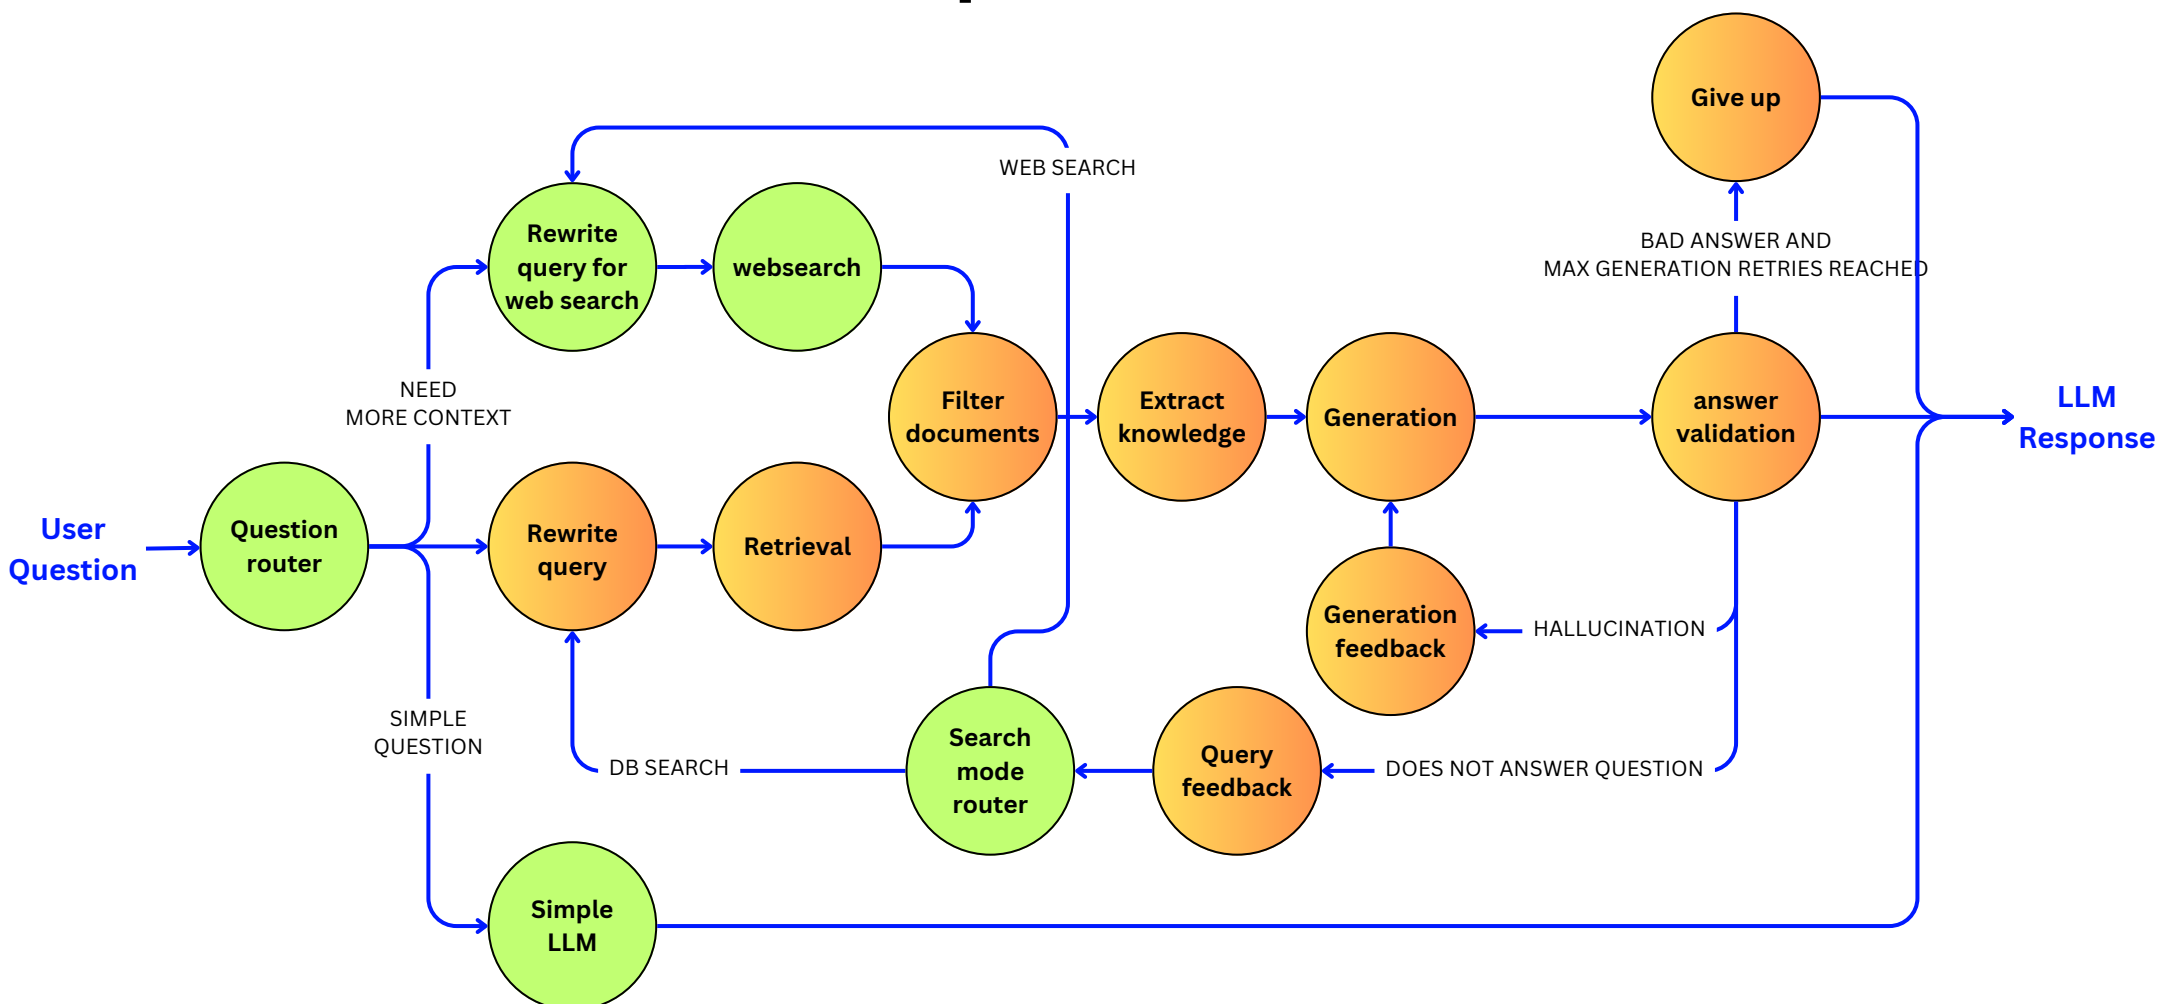 Give up
WEB SEARCH
Rewrite
query for
web search
websearch
BAD ANSWER AND
MAX GENERATION RETRIES REACHED
NEED
MORE CONTEXT
Filter
documents
Extract
knowledge
Generation
answer
validation
LLM
Response
User
Question
Question
router
Rewrite
query
Retrieval
Generation
feedback
HALLUCINATION
SIMPLE
QUESTION
DB SEARCH
Search
mode
router
Query
feedback
DOES NOT ANSWER QUESTION
Simple
LLM